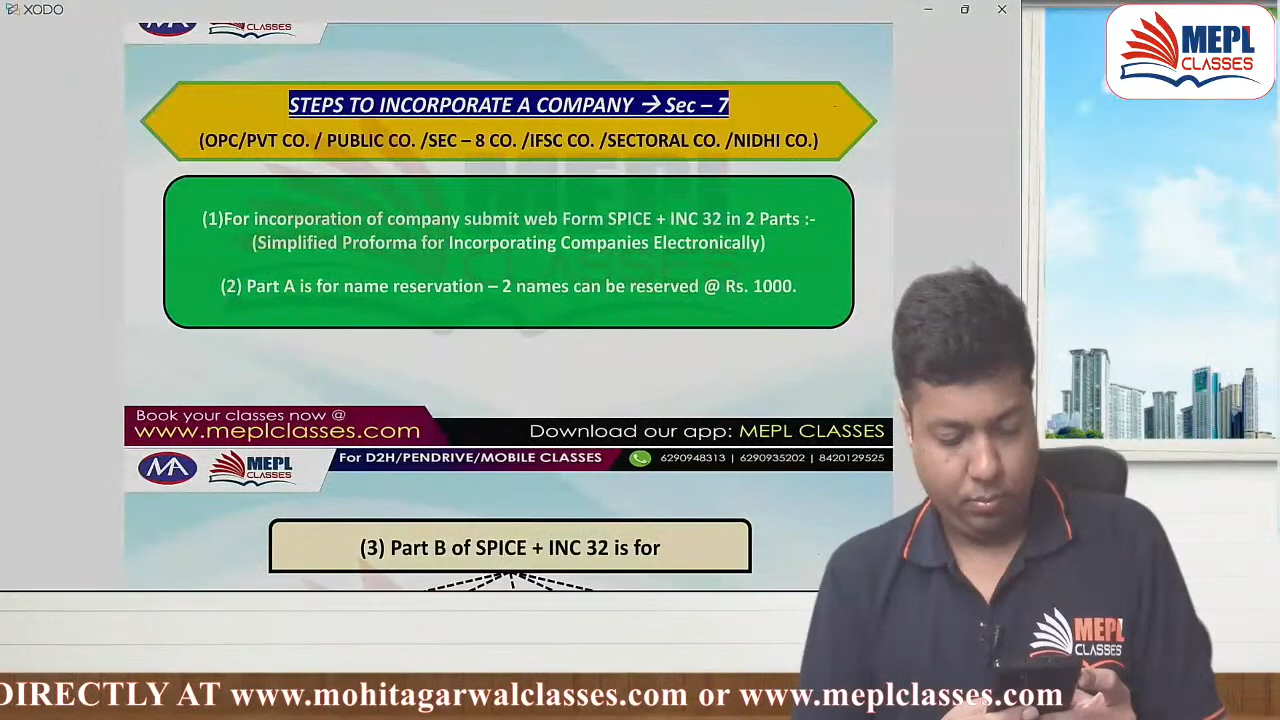 XODO
MEPL
CLASSES
CLASSES
STEPS TO INCORPORATE A COMPANY → Sec – 7
(OPC/PVT CO. / PUBLIC CO. /SEC – 8 CO. /IFSC CO. /SECTORAL CO. /NIDHI CO.)
(1)For incorporation of company submit web Form SPICE + INC 32 in 2 Parts :-
(Simplified Proforma for Incorporating Companies Electronically)
(2) Part A is for name reservation – 2 names can be reserved @ Rs. 1000.
Book your classes now @
www.meplclasses.com
Download our app: MEPL CLASSES
MA
MEPL
CLASSES
For D2H/PENDRIVE/MOBILE CLASSES
6290948313 | 6290935202 | 8420129525
(3) Part B of SPICE + INC 32 is for
MEPL
CLASSES
DIRECTLY AT www.mohitagarwalclasses.com or www.meplclasses.com